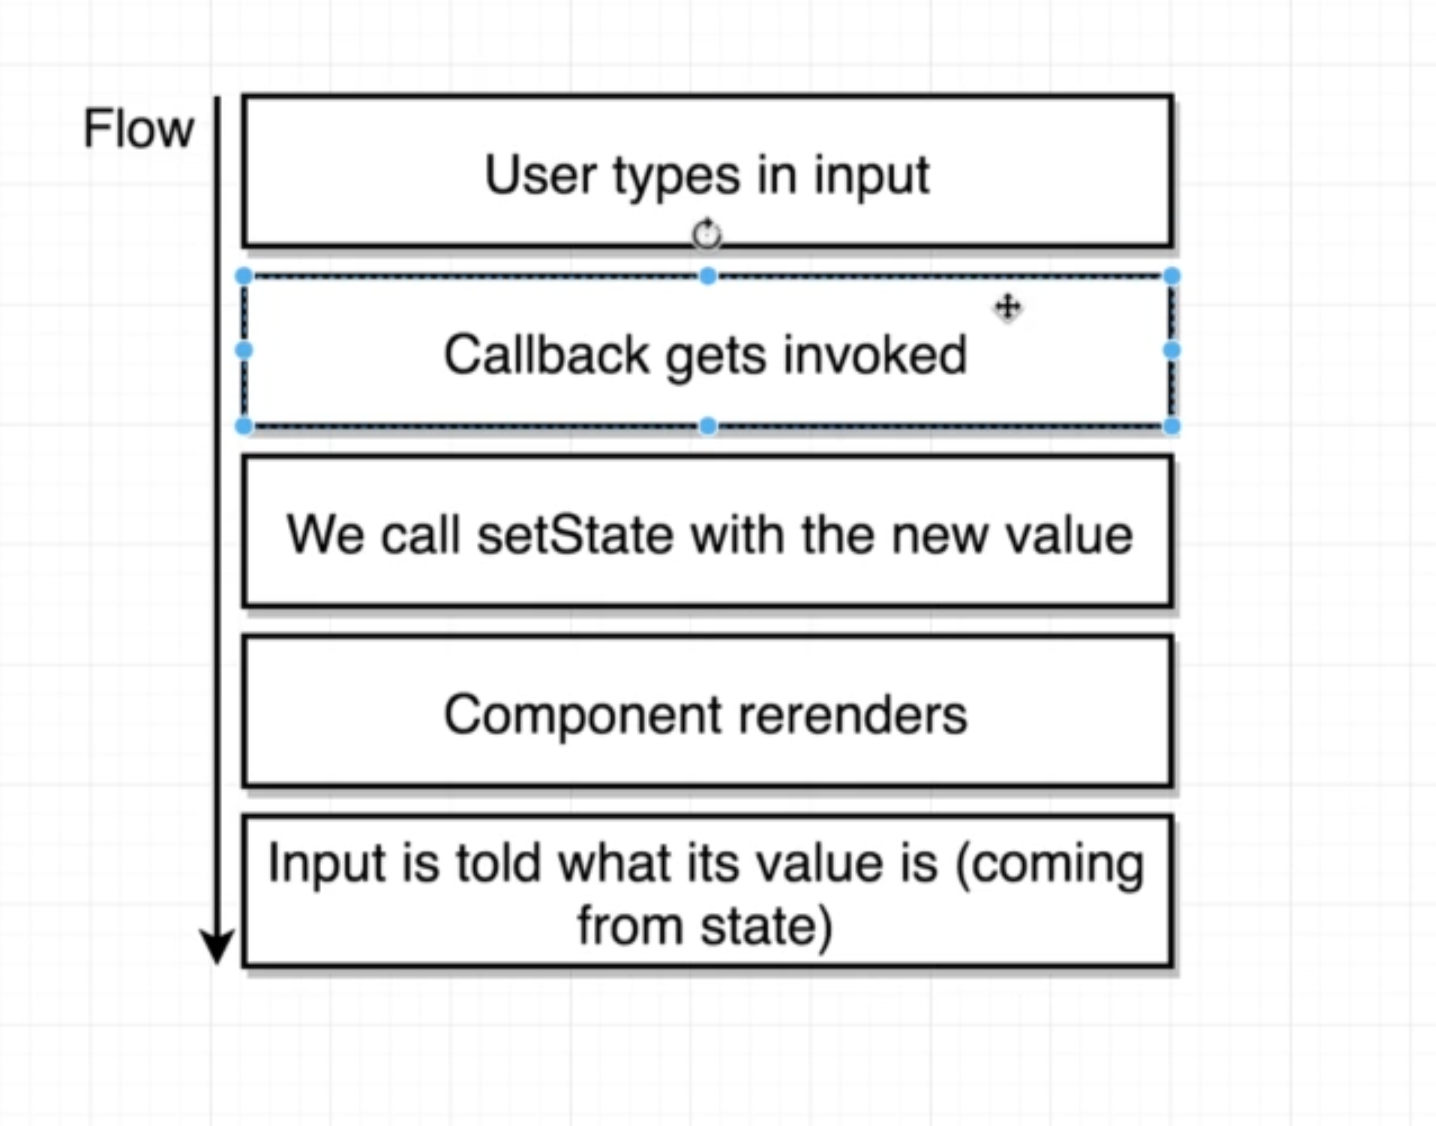 Flow
User types in input
Callback gets invoked
We call setState with the new value
Component rerenders
Input is told what its value is (coming
from state)